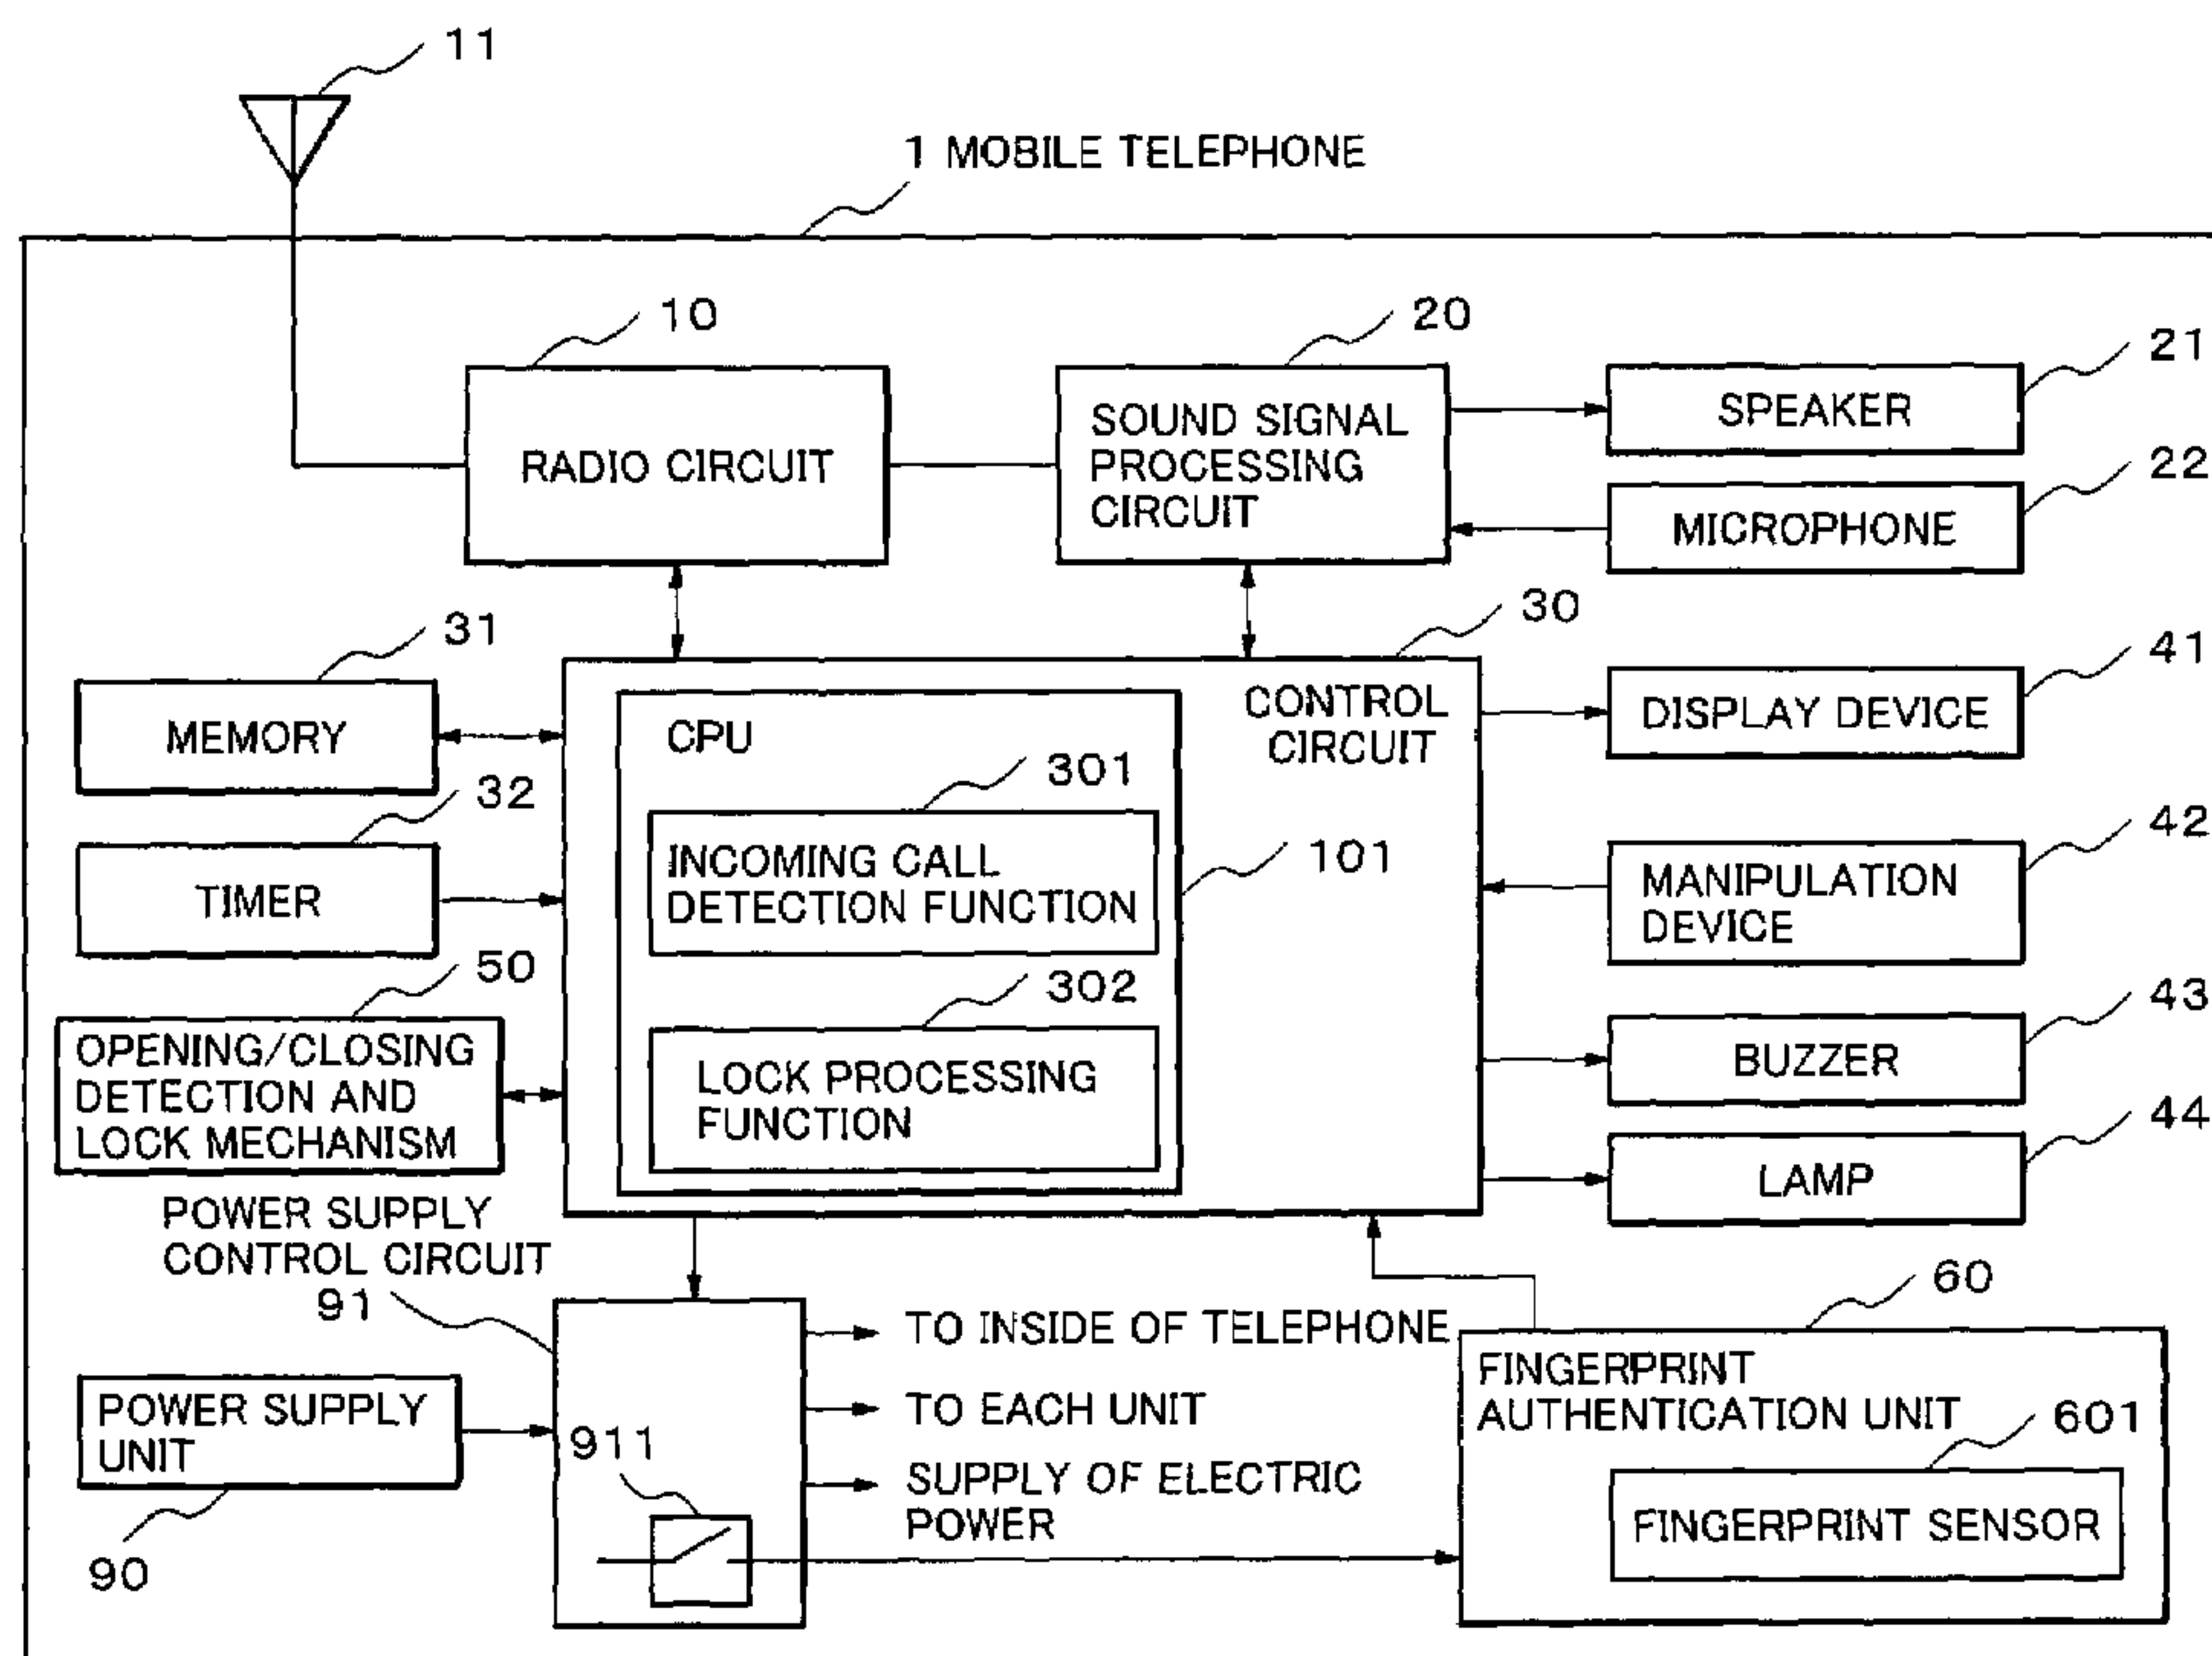 11
1 MOBILE TELEPHONE
10
20
21
RADIO CIRCUIT
SOUND SIGNAL
PROCESSING
CIRCUIT
SPEAKER
22
MICROPHONE
31
30
41
MEMORY
CPU
CONTROL
CIRCUIT
DISPLAY DEVICE
32
301
42
TIMER
INCOMING CALL
DETECTION FUNCTION
101
MANIPULATION
DEVICE
50
302
43
OPENING/CLOSING
DETECTION AND
LOCK MECHANISM
LOCK PROCESSING
FUNCTION
BUZZER
44
LAMP
POWER SUPPLY
CONTROL CIRCUIT
91
60
TO INSIDE OF TELEPHONE
FINGERPRINT
AUTHENTICATION UNIT
POWER SUPPLY
UNIT
TO EACH UNIT
601
911
SUPPLY OF ELECTRIC
POWER
FINGERPRINT SENSOR
90